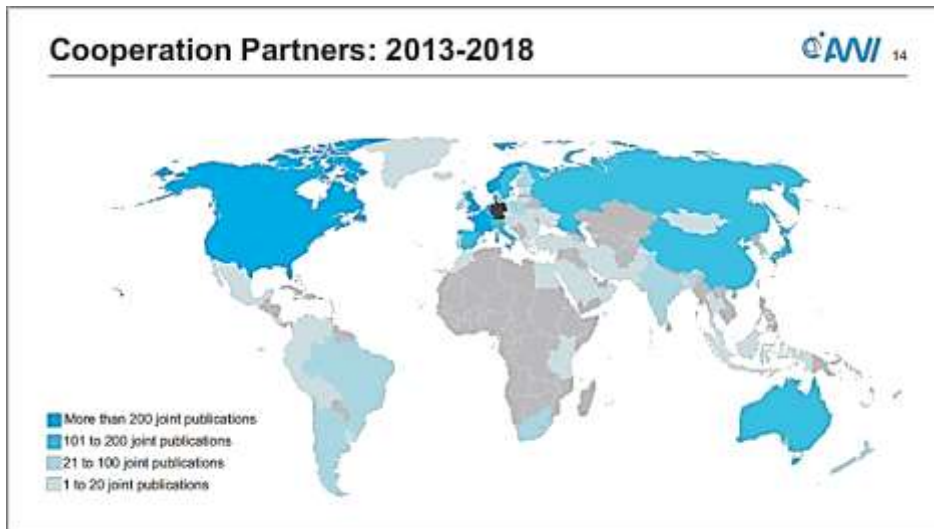 Cooperation Partners: 2013-2018
AWI 14
More than 200 joint publications
101 to 200 joint publications
21 to 100 joint publications
1 to 20 joint publications